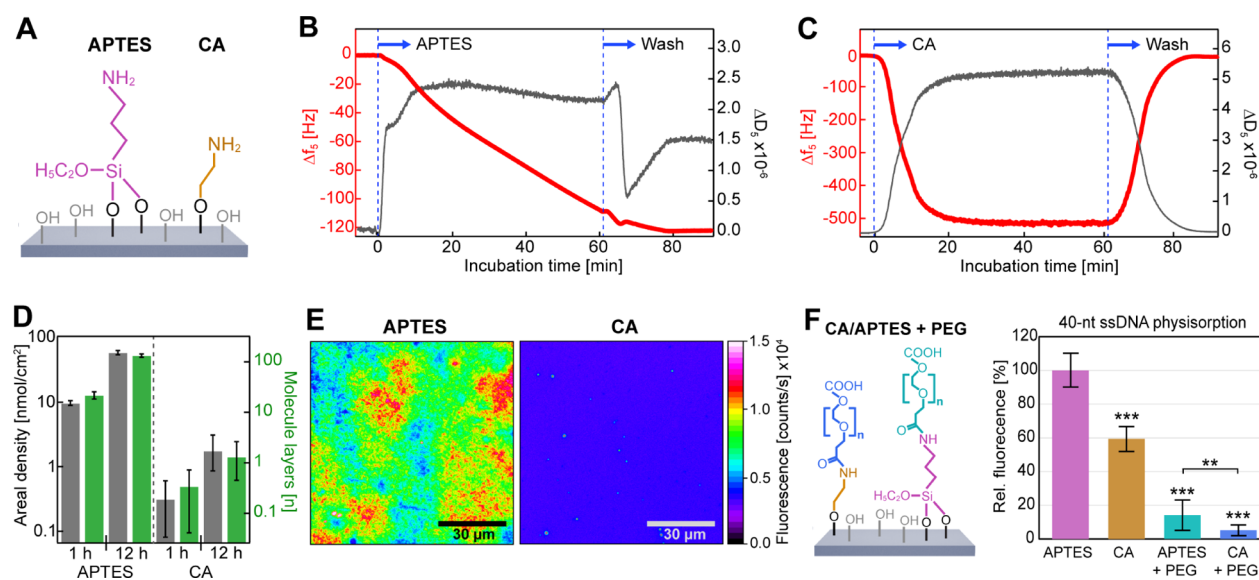 A
APTES
CA
NH₂
NH₂
H₅C₂O
Si
O
O
O
OH
OH
OH
OH
B
APTES
Wash
0
-20
-40
-60
-80
-100
-120
Δf₅ [Hz]
3.0
2.5
2.0
1.5
1.0
0.5
0.0
ΔD₅ x10⁻⁶
0 20 40 60 80
Incubation time [min]
C
CA
Wash
0
-100
-200
-300
-400
-500
Δf₅ [Hz]
6
5
4
3
2
1
0
ΔD₅ x10⁻⁶
0 20 40 60 80
Incubation time [min]
D
Areal density [nmol/cm²]
100
10
1
0.1
Molecule layers [n]
100
10
1
0.1
1 h 12 h 1 h 12 h
APTES CA
E
APTES
CA
30 µm
30 µm
Fluorescence [counts/s] x10⁴
1.5
1.0
0.5
0.0
F
CA/APTES + PEG
COOH
O
O
n
O
NH
O
COOH
O
O
n
O
NH
H₅C₂O
Si
O
O
OH
OH
OH
OH
40-nt ssDNA physisorption
Rel. fluorescence [%]
120
100
80
60
40
20
0
***
***
**
***
APTES
CA
APTES + PEG
CA + PEG